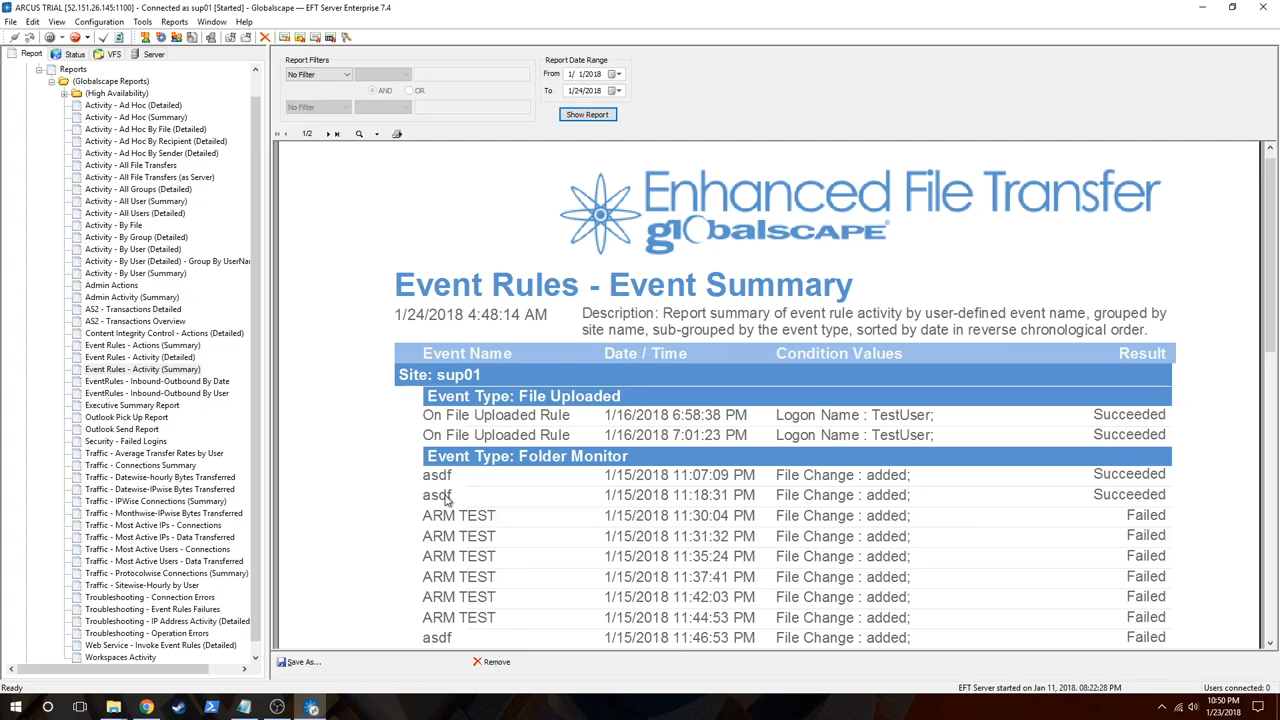 ARCUS TRIAL [52.151.26.145:1100] - Connected as sup01 [Started] - Globalscape — EFT Server Enterprise 7.4
File Edit View Configuration Tools Reports Window Help
Report Status VFS Server
Reports
(Globalscape Reports)
(High Availability)
Activity - Ad Hoc (Detailed)
Activity - Ad Hoc (Summary)
Activity - Ad Hoc By File (Detailed)
Activity - Ad Hoc By Recipient (Detailed)
Activity - Ad Hoc By Sender (Detailed)
Activity - All File Transfers
Activity - All File Transfers (as Server)
Activity - All Groups (Detailed)
Activity - All User (Summary)
Activity - All Users (Detailed)
Activity - By File
Activity - By Group (Detailed)
Activity - By User (Detailed)
Activity - By User (Detailed) - Group By UserNar
Activity - By User (Summary)
Admin Actions
Admin Activity (Summary)
AS2 - Transactions Detailed
AS2 - Transactions Overview
Content Integrity Control - Actions (Detailed)
Event Rules - Actions (Summary)
Event Rules - Activity (Detailed)
Event Rules - Activity (Summary)
EventRules - Inbound-Outbound By Date
EventRules - Inbound-Outbound By User
Executive Summary Report
Outlook Pick Up Report
Outlook Send Report
Security - Failed Logins
Traffic - Average Transfer Rates by User
Traffic - Connections Summary
Traffic - Datewise-hourly Bytes Transferred
Traffic - Datewise-IPwise Bytes Transferred
Traffic - IPWise Connections (Summary)
Traffic - Monthwise-IPwise Bytes Transferred
Traffic - Most Active IPs - Connections
Traffic - Most Active IPs - Data Transferred
Traffic - Most Active Users - Connections
Traffic - Most Active Users - Data Transferred
Traffic - Protocolwise Connections (Summary)
Traffic - Sitewise-Hourly by User
Troubleshooting - Connection Errors
Troubleshooting - Event Rules Failures
Troubleshooting - IP Address Activity (Detailed
Troubleshooting - Operation Errors
Web Service - Invoke Event Rules (Detailed)
Workspaces Activity
Report Filters
No Filter
AND OR
No Filter
Report Date Range
From 1/ 1/2018
To 1/24/2018
Show Report
1/2
Enhanced File Transfer
globalscape
Event Rules - Event Summary
1/24/2018 4:48:14 AM
Description: Report summary of event rule activity by user-defined event name, grouped by
site name, sub-grouped by the event type, sorted by date in reverse chronological order.
Event Name Date / Time Condition Values Result
Site: sup01
Event Type: File Uploaded
On File Uploaded Rule 1/16/2018 6:58:38 PM Logon Name : TestUser; Succeeded
On File Uploaded Rule 1/16/2018 7:01:23 PM Logon Name : TestUser; Succeeded
Event Type: Folder Monitor
asdf 1/15/2018 11:07:09 PM File Change : added; Succeeded
asdf 1/15/2018 11:18:31 PM File Change : added; Succeeded
ARM TEST 1/15/2018 11:30:04 PM File Change : added; Failed
ARM TEST 1/15/2018 11:31:32 PM File Change : added; Failed
ARM TEST 1/15/2018 11:35:24 PM File Change : added; Failed
ARM TEST 1/15/2018 11:37:41 PM File Change : added; Failed
ARM TEST 1/15/2018 11:42:03 PM File Change : added; Failed
ARM TEST 1/15/2018 11:44:53 PM File Change : added; Failed
asdf 1/15/2018 11:46:53 PM File Change : added; Failed
Save As... Remove
Ready EFT Server started on Jan 11, 2018. 08:22:28 PM Users connected: 0
10:50 PM
1/23/2018